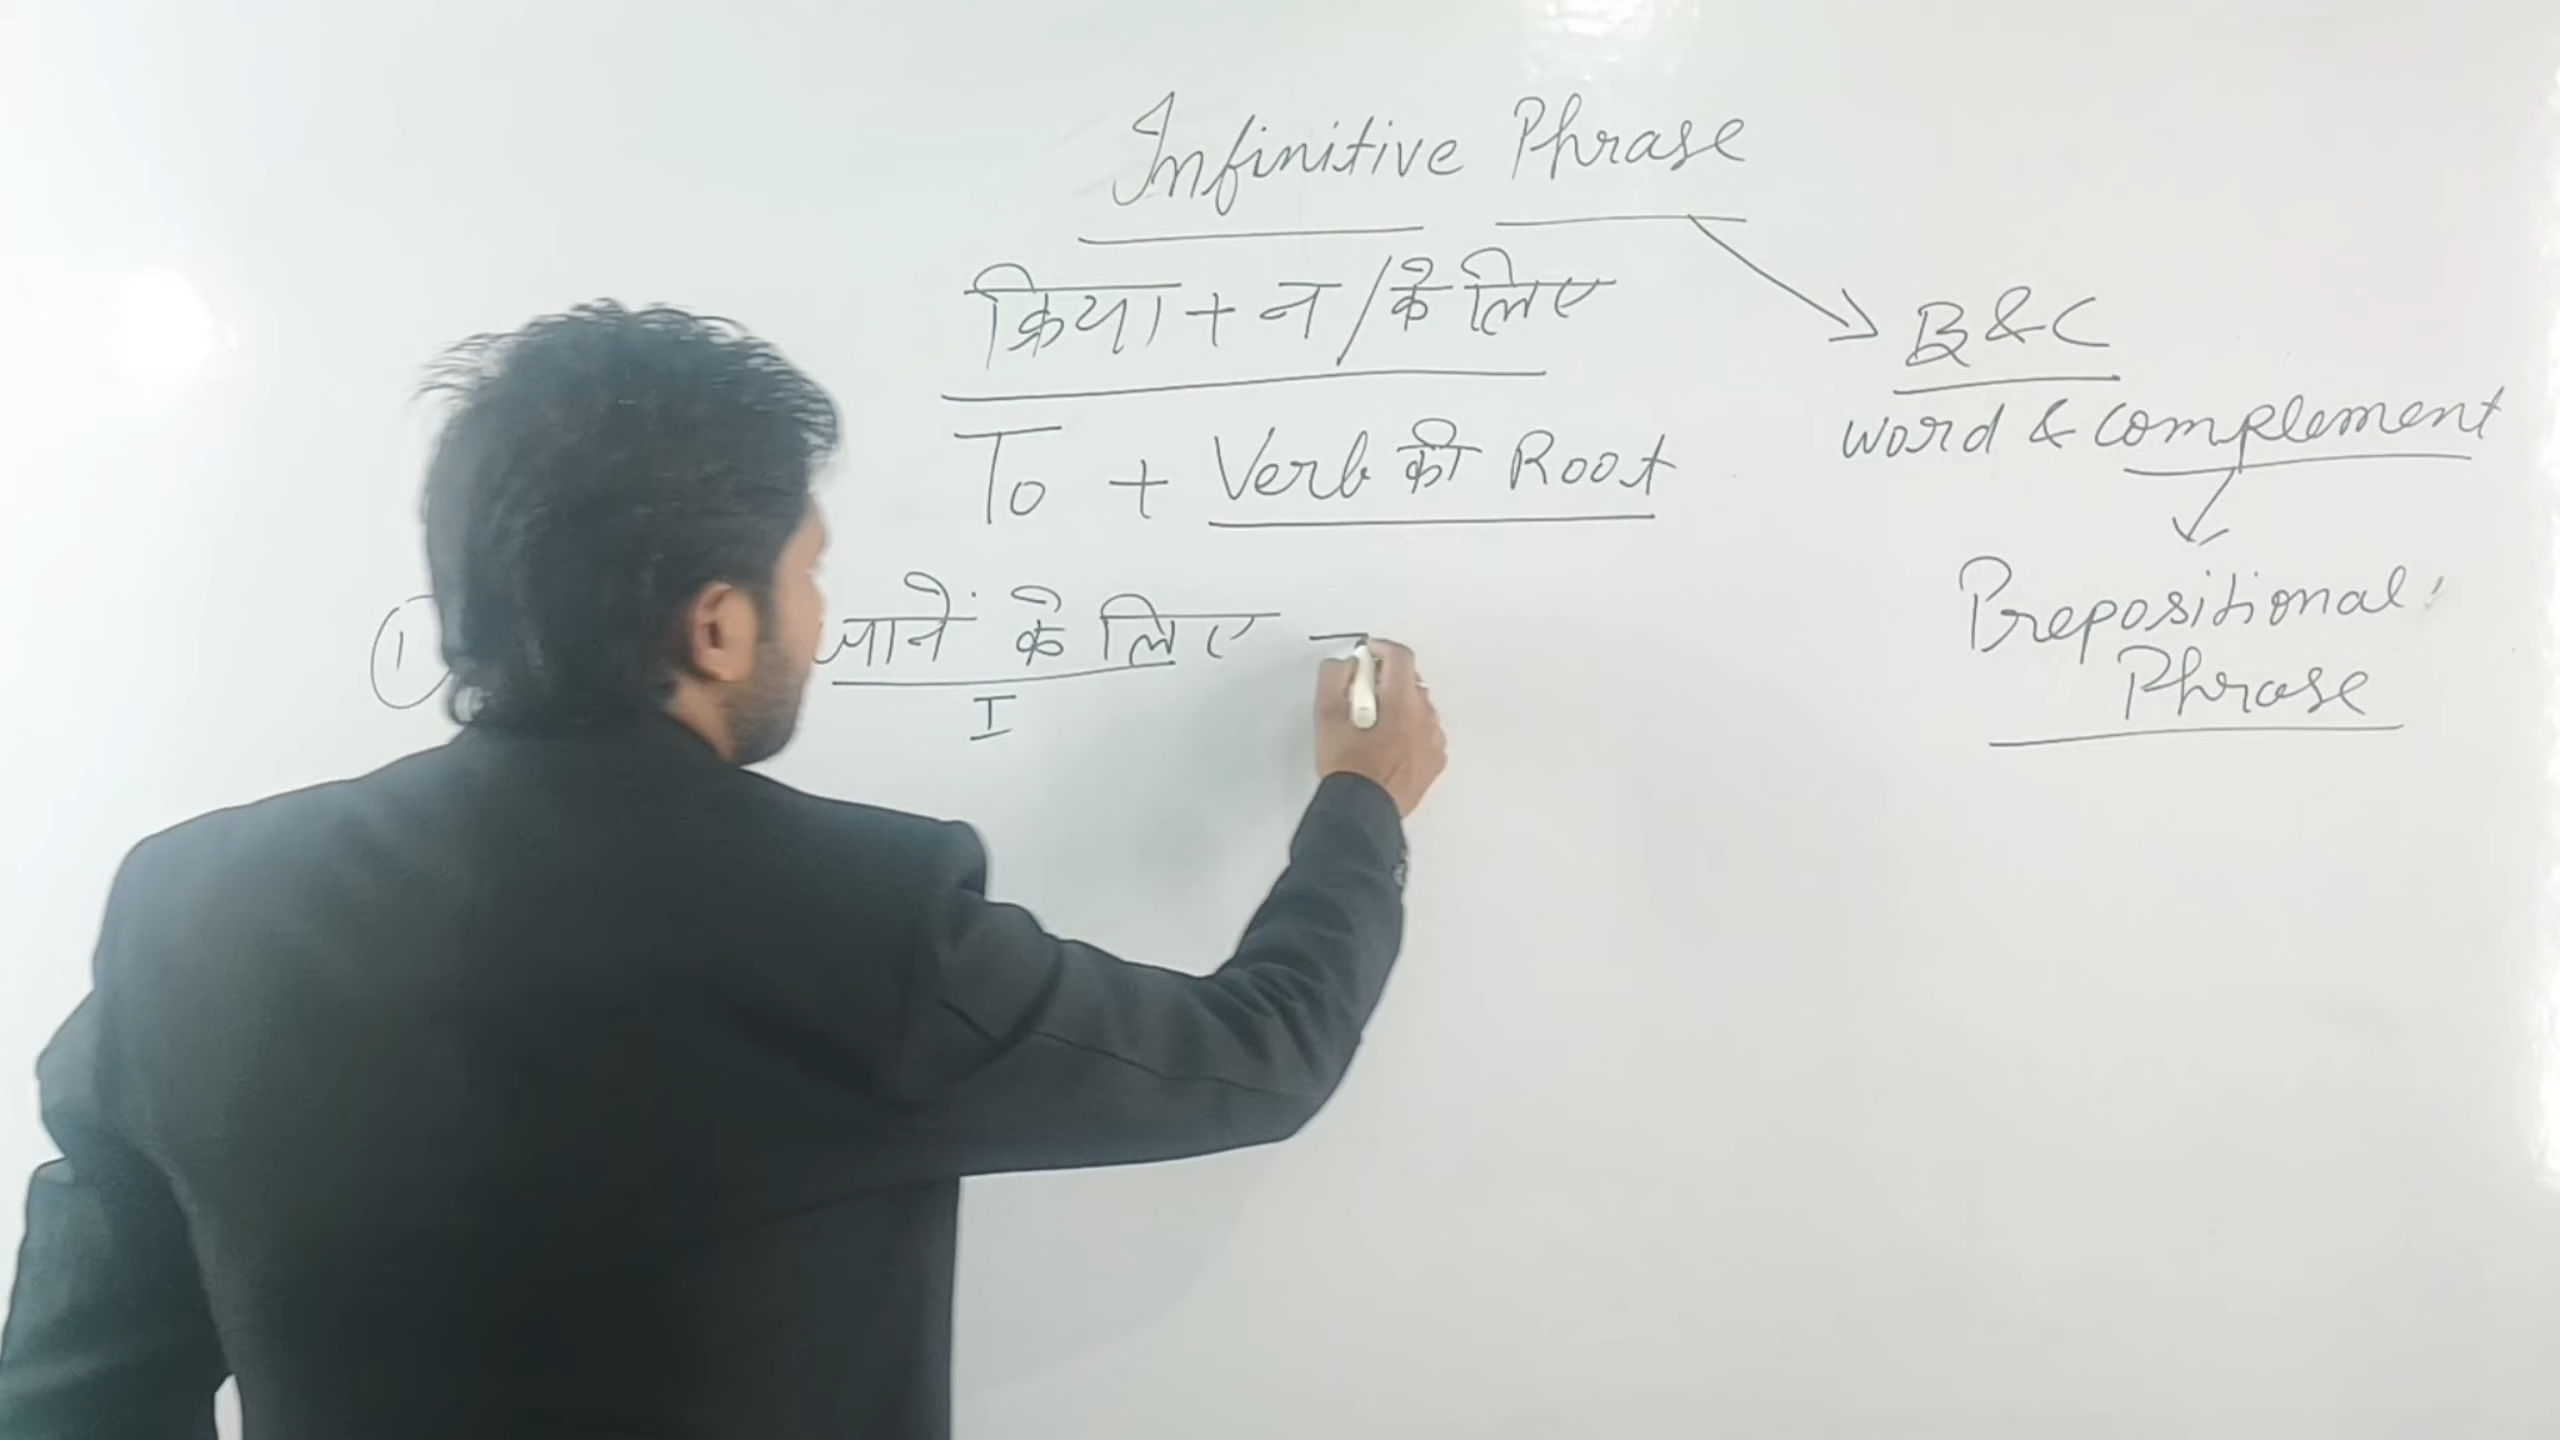 Infinitive Phrase
क्रिया + न / के लिए
To + Verb की Root
B & C
word & complement
Prepositional
Phrase
① जानें के लिए
I